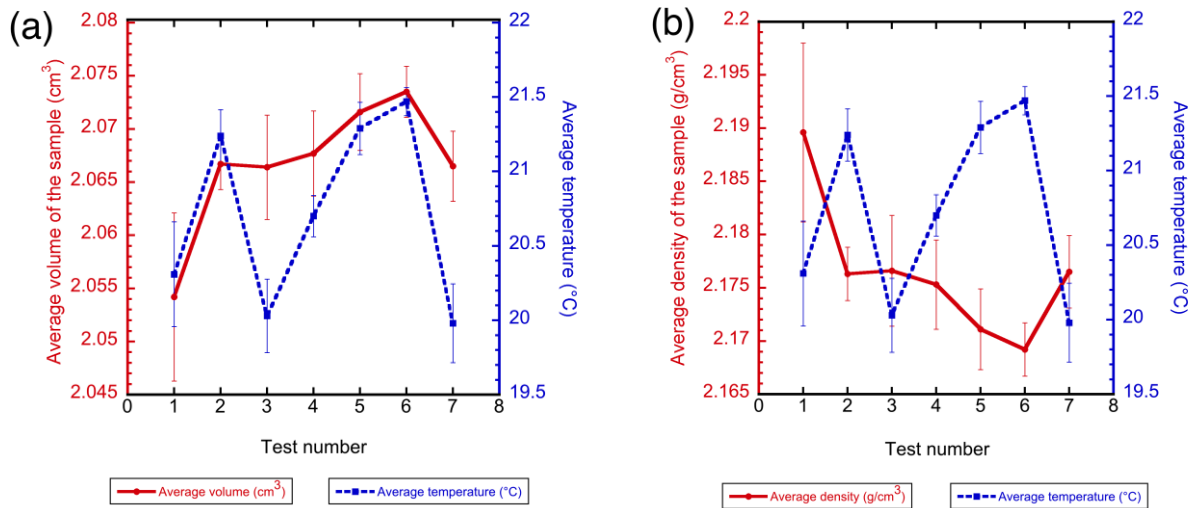 (a)
Average volume of the sample (cm³)
2.08
2.075
2.07
2.065
2.06
2.055
2.05
2.045
0 1 2 3 4 5 6 7 8
Test number
22
21.5
21
20.5
20
19.5
Average temperature (°C)
Average volume (cm³)
Average temperature (°C)
(b)
Average density of the sample (g/cm³)
2.2
2.195
2.19
2.185
2.18
2.175
2.17
2.165
0 1 2 3 4 5 6 7 8
Test number
22
21.5
21
20.5
20
19.5
Average temperature (°C)
Average density (g/cm³)
Average temperature (°C)